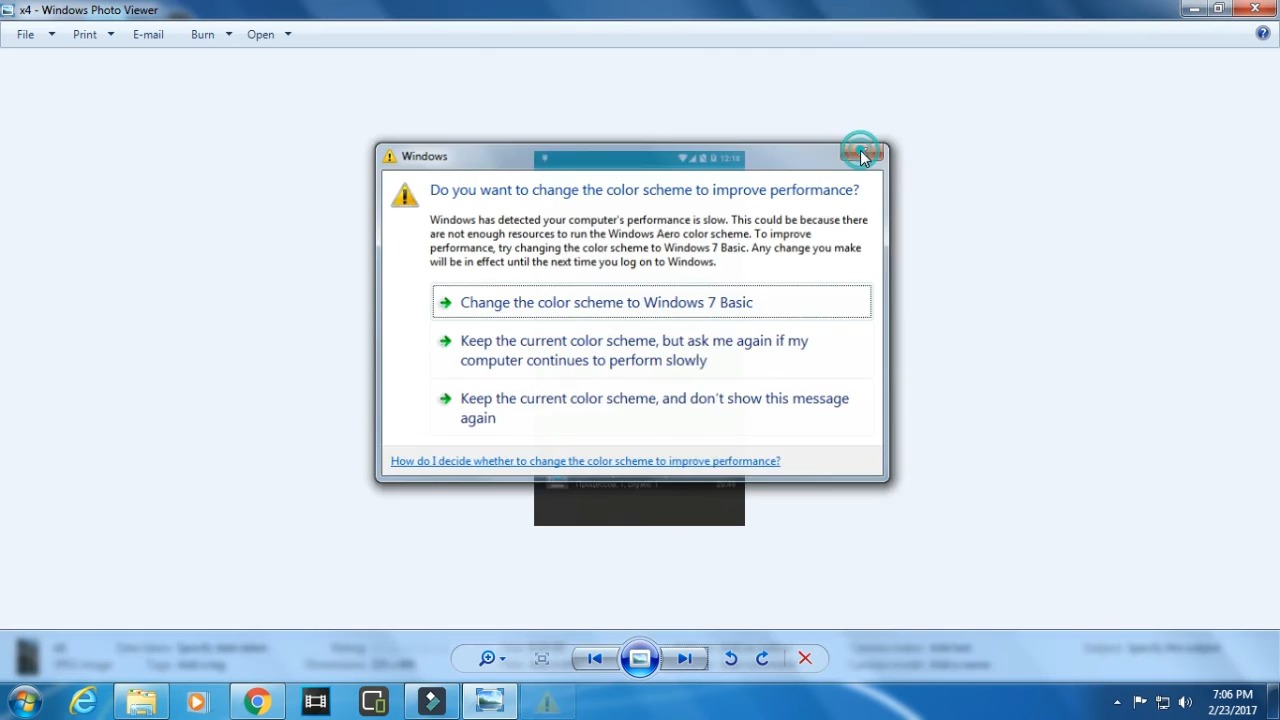 x4 - Windows Photo Viewer
File Print E-mail Burn Open
Windows
12:18
Do you want to change the color scheme to improve performance?
Windows has detected your computer's performance is slow. This could be because there
are not enough resources to run the Windows Aero color scheme. To improve
performance, try changing the color scheme to Windows 7 Basic. Any change you make
will be in effect until the next time you log on to Windows.
Change the color scheme to Windows 7 Basic
Keep the current color scheme, but ask me again if my
computer continues to perform slowly
Keep the current color scheme, and don't show this message
again
How do I decide whether to change the color scheme to improve performance?
7:06 PM
2/23/2017